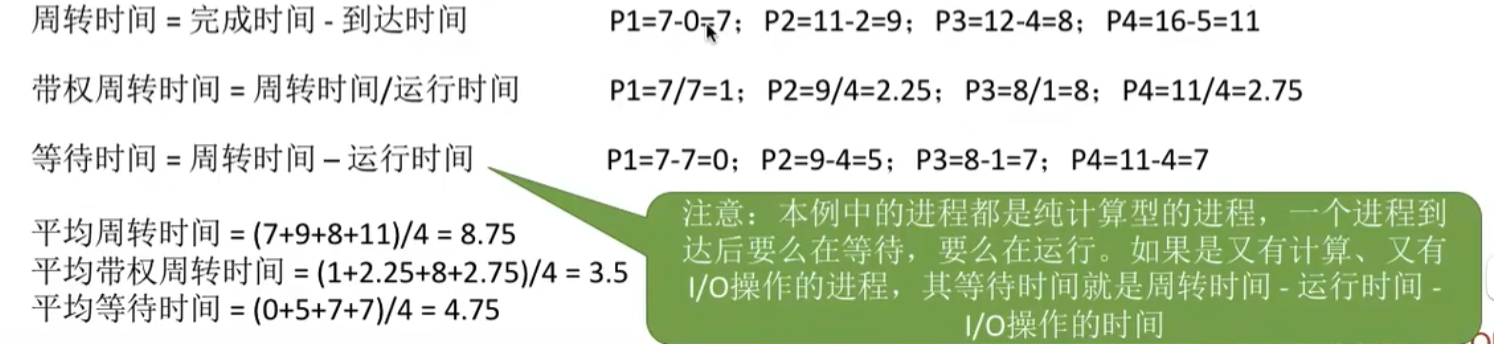 周转时间 = 完成时间 - 到达时间 P1=7-0=7；P2=11-2=9；P3=12-4=8；P4=16-5=11
带权周转时间 = 周转时间/运行时间 P1=7/7=1；P2=9/4=2.25；P3=8/1=8；P4=11/4=2.75
等待时间 = 周转时间 – 运行时间 P1=7-7=0；P2=9-4=5；P3=8-1=7；P4=11-4=7
平均周转时间 = (7+9+8+11)/4 = 8.75
平均带权周转时间 = (1+2.25+8+2.75)/4 = 3.5
平均等待时间 = (0+5+7+7)/4 = 4.75
注意：本例中的进程都是纯计算型的进程，一个进程到
达后要么在等待，要么在运行。如果是又有计算、又有
I/O操作的进程，其等待时间就是周转时间 - 运行时间 -
I/O操作的时间